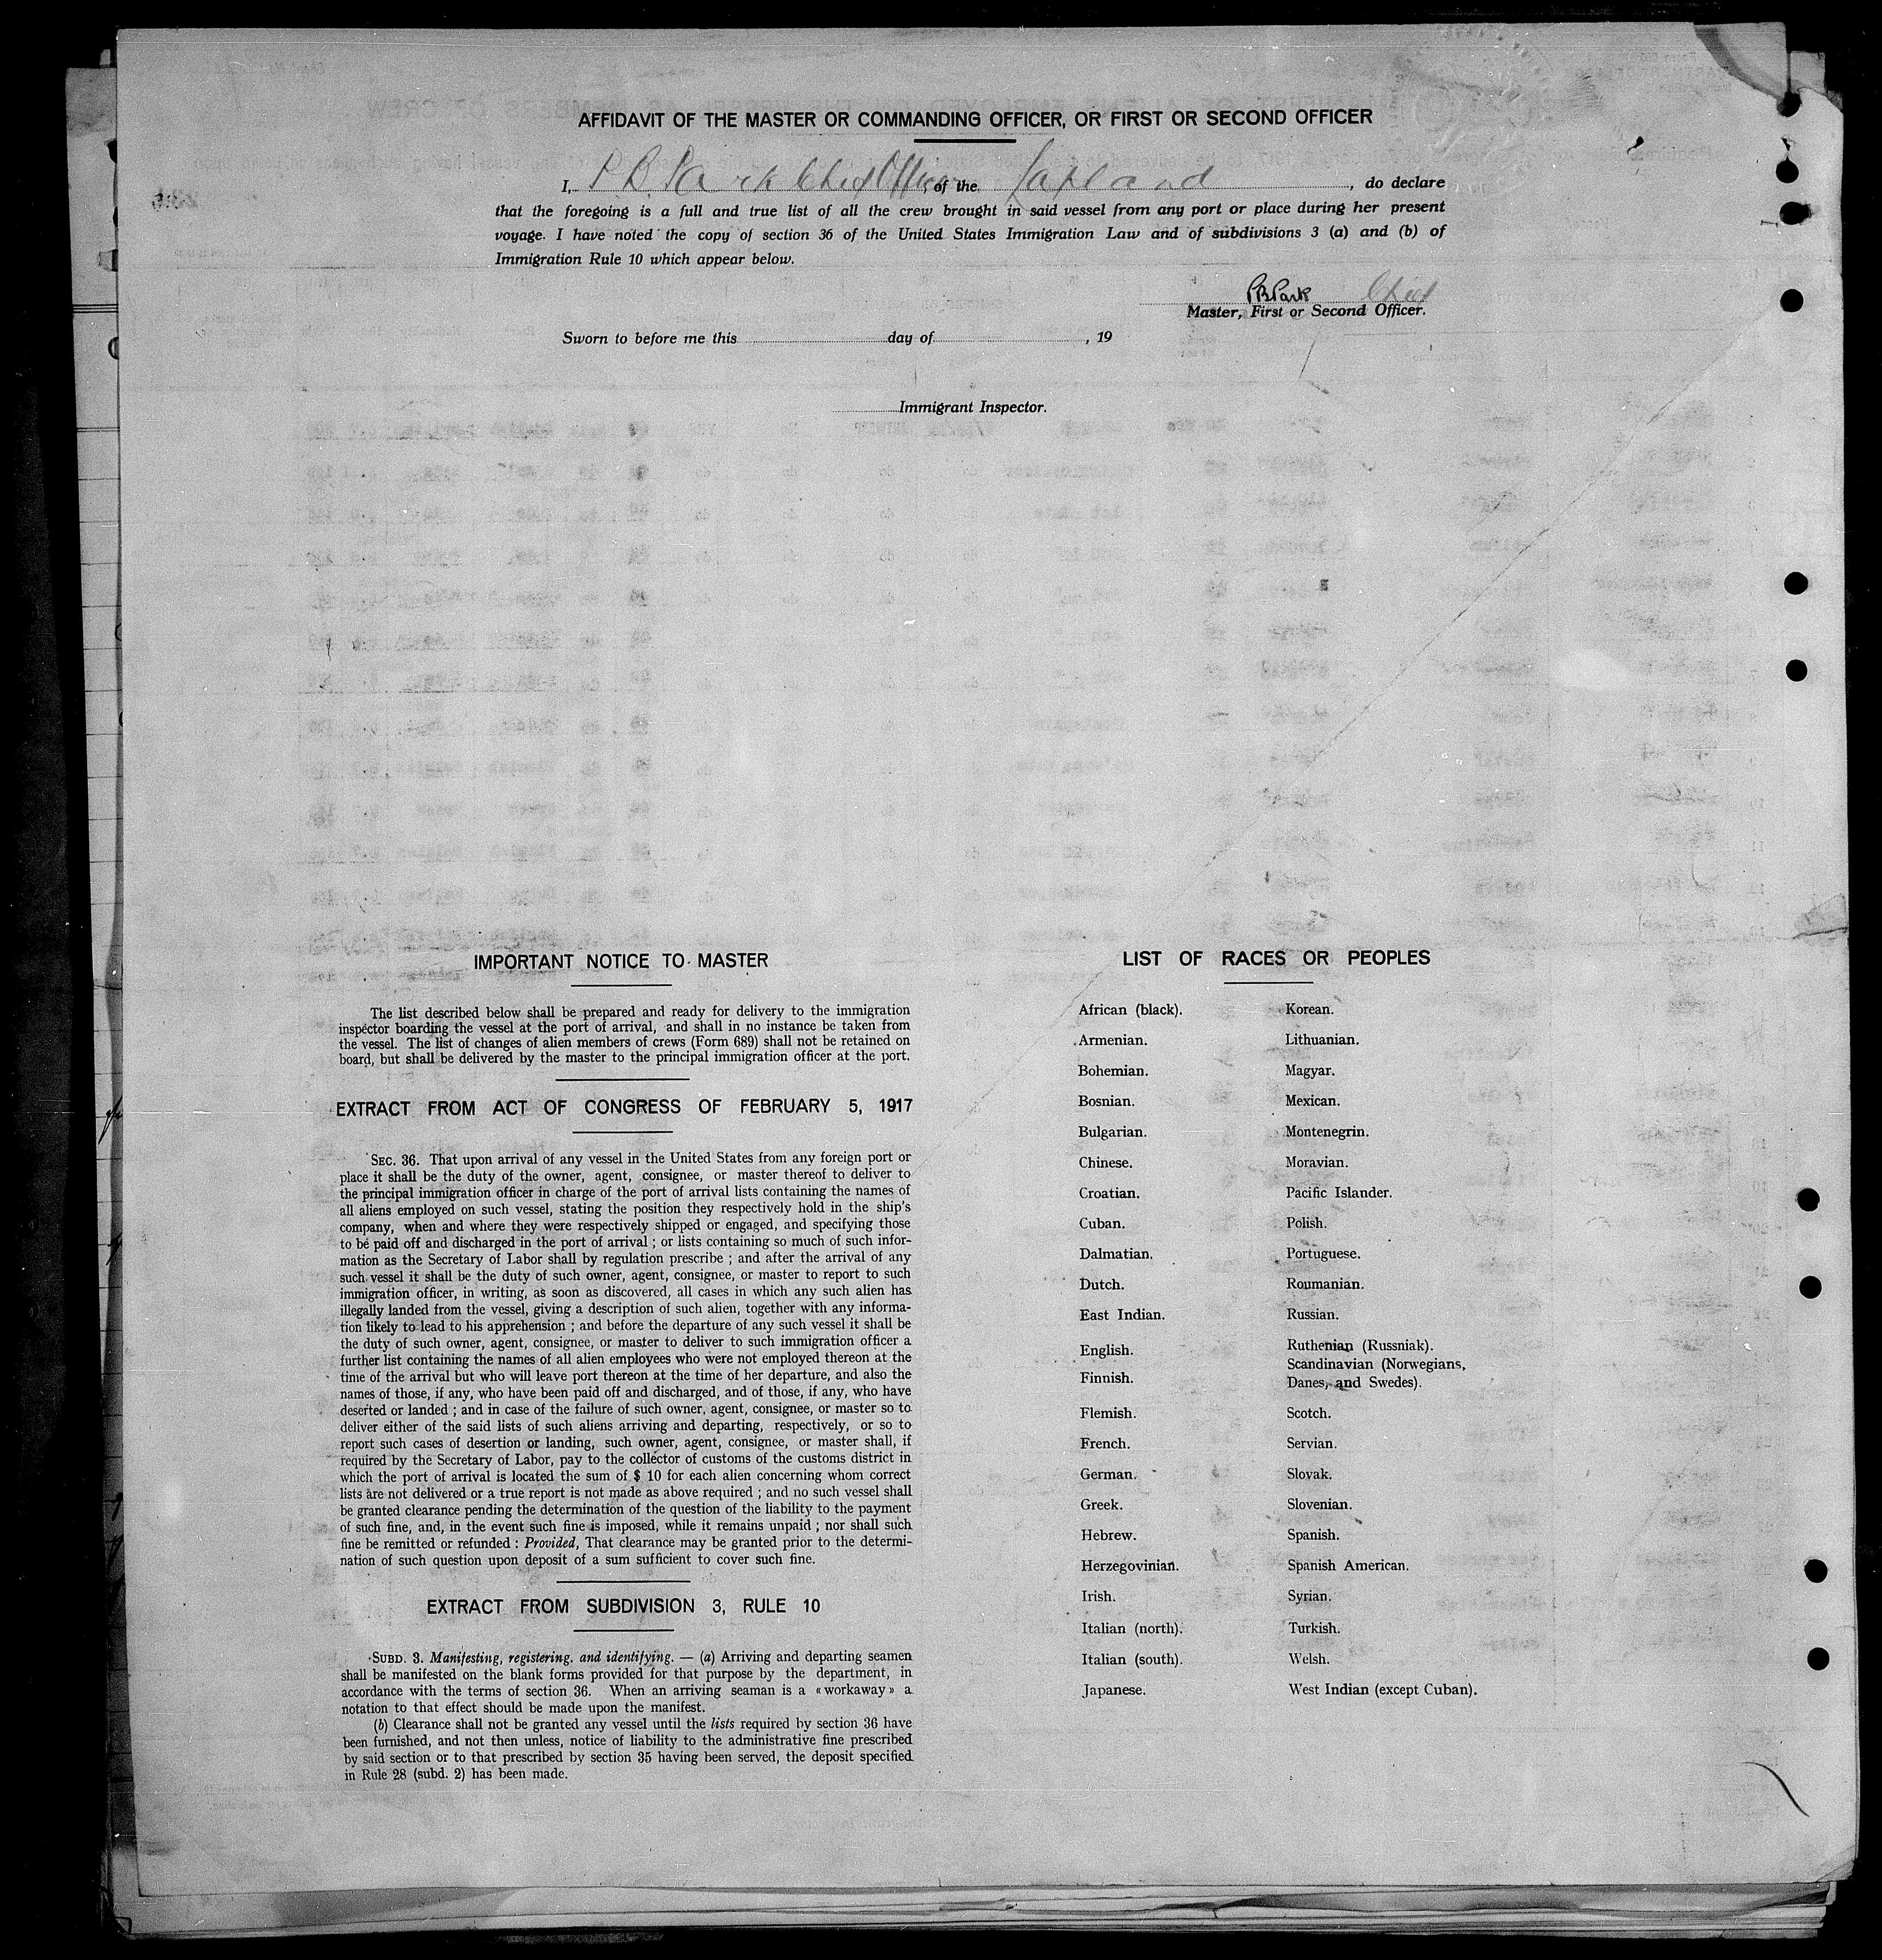 AFFIDAVIT OF THE MASTER OR COMMANDING OFFICER, OR FIRST OR SECOND OFFICER
I, P B Park Chief Officer, of the Lapland, do declare
that the foregoing is a full and true list of all the crew brought in said vessel from any port or place during her present
voyage. I have noted the copy of section 36 of the United States Immigration Law and of subdivisions 3 (a) and (b) of
Immigration Rule 10 which appear below.
PB Park Chief
Master, First or Second Officer.
Sworn to before me this day of , 19
Immigrant Inspector.
IMPORTANT NOTICE TO MASTER
The list described below shall be prepared and ready for delivery to the immigration
inspector boarding the vessel at the port of arrival, and shall in no instance be taken from
the vessel. The list of changes of alien members of crews (Form 689) shall not be retained on
board, but shall be delivered by the master to the principal immigration officer at the port.
EXTRACT FROM ACT OF CONGRESS OF FEBRUARY 5, 1917
SEC. 36. That upon arrival of any vessel in the United States from any foreign port or
place it shall be the duty of the owner, agent, consignee, or master thereof to deliver to
the principal immigration officer in charge of the port of arrival lists containing the names of
all aliens employed on such vessel, stating the position they respectively hold in the ship's
company, when and where they were respectively shipped or engaged, and specifying those
to be paid off and discharged in the port of arrival ; or lists containing so much of such infor-
mation as the Secretary of Labor shall by regulation prescribe ; and after the arrival of any
such vessel it shall be the duty of such owner, agent, consignee, or master to report to such
immigration officer, in writing, as soon as discovered, all cases in which any such alien has
illegally landed from the vessel, giving a description of such alien, together with any informa-
tion likely to lead to his apprehension ; and before the departure of any such vessel it shall be
the duty of such owner, agent, consignee, or master to deliver to such immigration officer a
further list containing the names of all alien employees who were not employed thereon at the
time of the arrival but who will leave port thereon at the time of her departure, and also the
names of those, if any, who have been paid off and discharged, and of those, if any, who have
deserted or landed ; and in case of the failure of such owner, agent, consignee, or master so to
deliver either of the said lists of such aliens arriving and departing, respectively, or so to
report such cases of desertion or landing, such owner, agent, consignee, or master shall, if
required by the Secretary of Labor, pay to the collector of customs of the customs district in
which the port of arrival is located the sum of $ 10 for each alien concerning whom correct
lists are not delivered or a true report is not made as above required ; and no such vessel shall
be granted clearance pending the determination of the question of the liability to the payment
of such fine, and, in the event such fine is imposed, while it remains unpaid ; nor shall such
fine be remitted or refunded : Provided, That clearance may be granted prior to the determi-
nation of such question upon deposit of a sum sufficient to cover such fine.
EXTRACT FROM SUBDIVISION 3, RULE 10
SUBD. 3. Manifesting, registering, and identifying. — (a) Arriving and departing seamen
shall be manifested on the blank forms provided for that purpose by the department, in
accordance with the terms of section 36. When an arriving seaman is a « workaway » a
notation to that effect should be made upon the manifest.
(b) Clearance shall not be granted any vessel until the lists required by section 36 have
been furnished, and not then unless, notice of liability to the administrative fine prescribed
by said section or to that prescribed by section 35 having been served, the deposit specified
in Rule 28 (subd. 2) has been made.
LIST OF RACES OR PEOPLES
African (black).
Armenian.
Bohemian.
Bosnian.
Bulgarian.
Chinese.
Croatian.
Cuban.
Dalmatian.
Dutch.
East Indian.
English.
Finnish.
Flemish.
French.
German.
Greek.
Hebrew.
Herzegovinian.
Irish.
Italian (north).
Italian (south).
Japanese.
Korean.
Lithuanian.
Magyar.
Mexican.
Montenegrin.
Moravian.
Pacific Islander.
Polish.
Portuguese.
Roumanian.
Russian.
Ruthenian (Russniak).
Scandinavian (Norwegians,
Danes, and Swedes).
Scotch.
Servian.
Slovak.
Slovenian.
Spanish.
Spanish American.
Syrian.
Turkish.
Welsh.
West Indian (except Cuban).